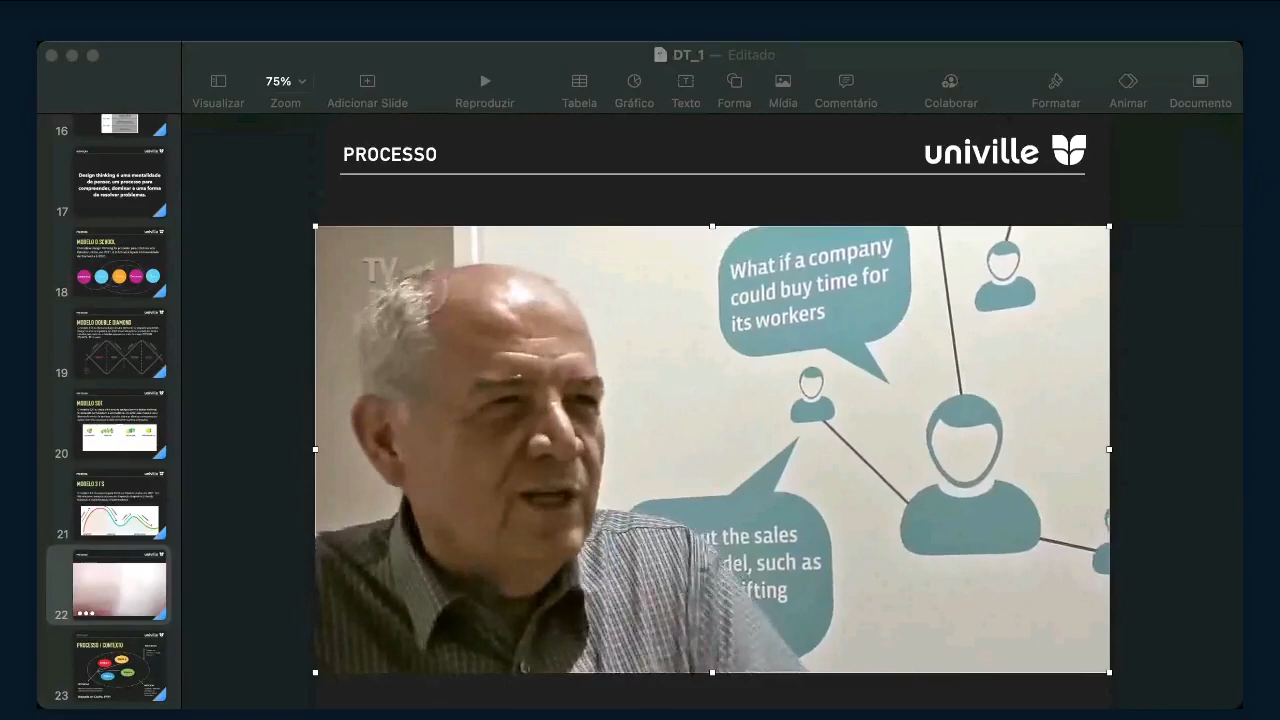 DT_1 — Editado
75%
Visualizar
Zoom
Adicionar Slide
Reproduzir
Tabela
Gráfico
Texto
Forma
Mídia
Comentário
Colaborar
Formatar
Animar
Documento
16
17
Design thinking é uma mentalidade
de pensar, um processo para
compreender, dominar e uma forma
de resolver problemas.
18
MODELO D.SCHOOL
19
MODELO DOUBLE DIAMOND
20
21
22
23
PROCESSO / CONTEXTO
PROCESSO
univille
TV
What if a company
could buy time for
its workers
ut the sales
del, such as
ifting